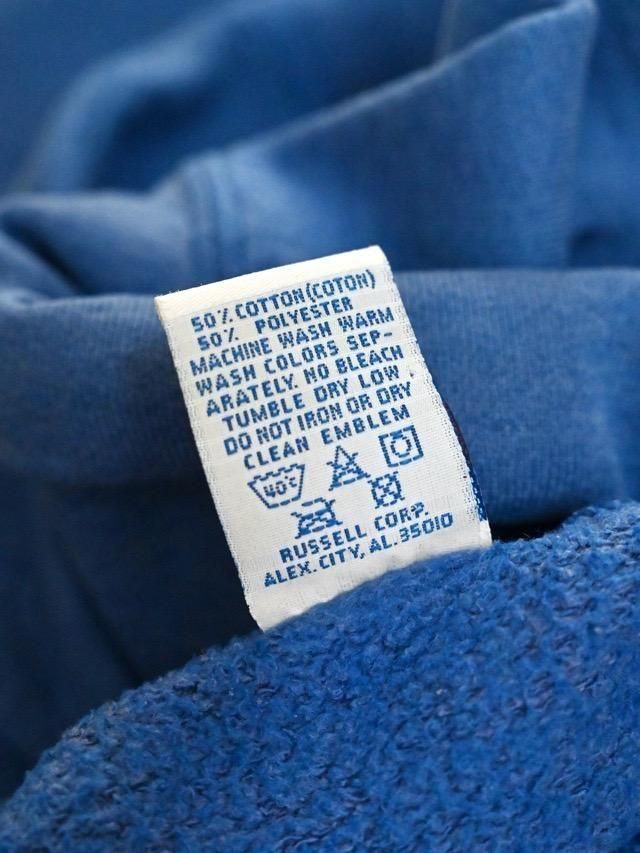 50% COTTON(COTON)
50% POLYESTER
MACHINE WASH WARM
WASH COLORS SEP-
ARATELY. NO BLEACH
TUMBLE DRY LOW.
DO NOT IRON OR DRY
CLEAN EMBLEM
40°C
RUSSELL CORP.
ALEX. CITY, AL. 35010